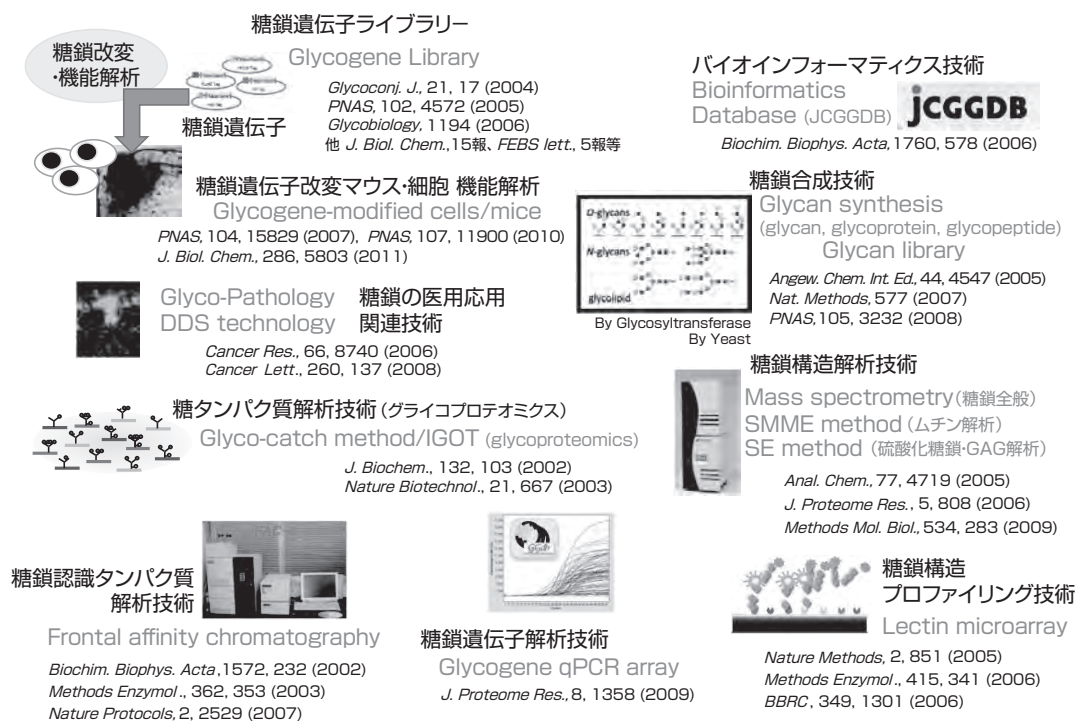 糖鎖遺伝子ライブラリー
Glycogene Library
Glycoconj. J., 21, 17 (2004)
PNAS, 102, 4572 (2005)
Glycobiology, 1194 (2006)
他 J. Biol. Chem.,15報、FEBS lett., 5報等
糖鎖改変
・機能解析
糖鎖遺伝子
バイオインフォマティクス技術
Bioinformatics
Database (JCGGDB)
jCGGDB
Biochim. Biophys. Acta,1760, 578 (2006)
糖鎖遺伝子改変マウス・細胞 機能解析
Glycogene-modified cells/mice
PNAS, 104, 15829 (2007), PNAS, 107, 11900 (2010)
J. Biol. Chem., 286, 5803 (2011)
糖鎖合成技術
Glycan synthesis
(glycan, glycoprotein, glycopeptide)
Glycan library
Angew. Chem. Int. Ed., 44, 4547 (2005)
Nat. Methods, 577 (2007)
PNAS, 105, 3232 (2008)
O-glycans
N-glycans
glycolipid
By Glycosyltransferase
By Yeast
Glyco-Pathology
DDS technology
糖鎖の医用応用
関連技術
Cancer Res., 66, 8740 (2006)
Cancer Lett., 260, 137 (2008)
糖鎖構造解析技術
Mass spectrometry(糖鎖全般)
SMME method (ムチン解析)
SE method (硫酸化糖鎖・GAG解析)
Anal. Chem., 77, 4719 (2005)
J. Proteome Res., 5, 808 (2006)
Methods Mol. Biol., 534, 283 (2009)
糖タンパク質解析技術 (グライコプロテオミクス)
Glyco-catch method/IGOT (glycoproteomics)
J. Biochem., 132, 103 (2002)
Nature Biotechnol., 21, 667 (2003)
糖鎖認識タンパク質
解析技術
Frontal affinity chromatography
Biochim. Biophys. Acta,1572, 232 (2002)
Methods Enzymol., 362, 353 (2003)
Nature Protocols, 2, 2529 (2007)
糖鎖遺伝子解析技術
Glycogene qPCR array
J. Proteome Res., 8, 1358 (2009)
糖鎖構造
プロファイリング技術
Lectin microarray
Nature Methods, 2, 851 (2005)
Methods Enzymol., 415, 341 (2006)
BBRC, 349, 1301 (2006)